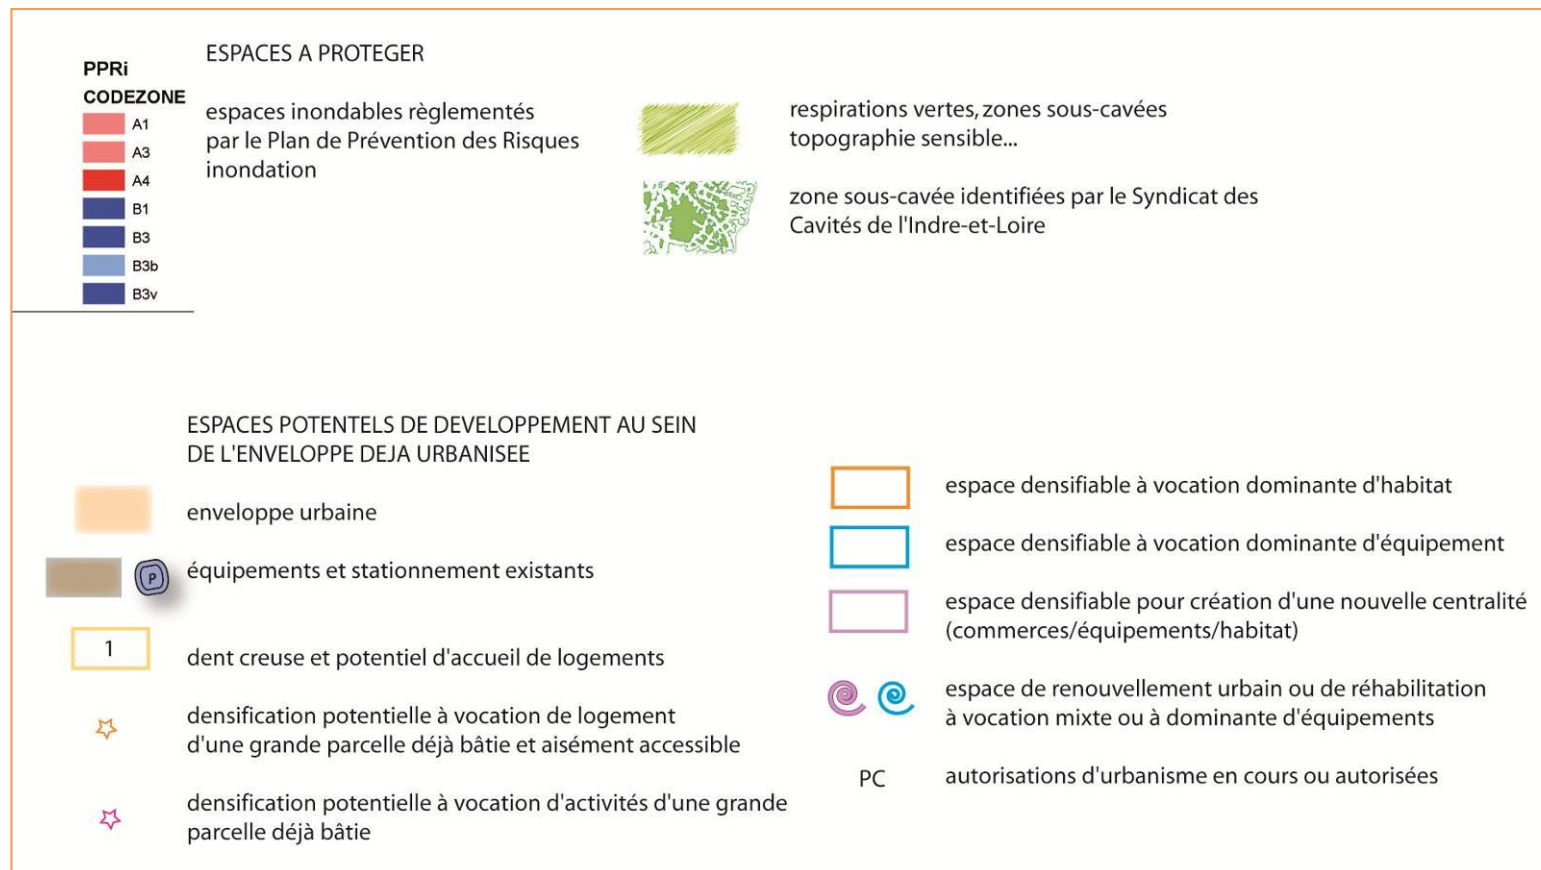 PPRi
CODEZONE
A1
A3
A4
B1
B3
B3b
B3v
ESPACES A PROTEGER
espaces inondables règlementés
par le Plan de Prévention des Risques
inondation
respirations vertes, zones sous-cavées
topographie sensible...
zone sous-cavée identifiées par le Syndicat des
Cavités de l'Indre-et-Loire
ESPACES POTENTELS DE DEVELOPPEMENT AU SEIN
DE L'ENVELOPPE DEJA URBANISEE
enveloppe urbaine
P
équipements et stationnement existants
1
dent creuse et potentiel d'accueil de logements
densification potentielle à vocation de logement
d'une grande parcelle déjà bâtie et aisément accessible
densification potentielle à vocation d'activités d'une grande
parcelle déjà bâtie
espace densifiable à vocation dominante d'habitat
espace densifiable à vocation dominante d'équipement
espace densifiable pour création d'une nouvelle centralité
(commerces/équipements/habitat)
espace de renouvellement urbain ou de réhabilitation
à vocation mixte ou à dominante d'équipements
PC
autorisations d'urbanisme en cours ou autorisées